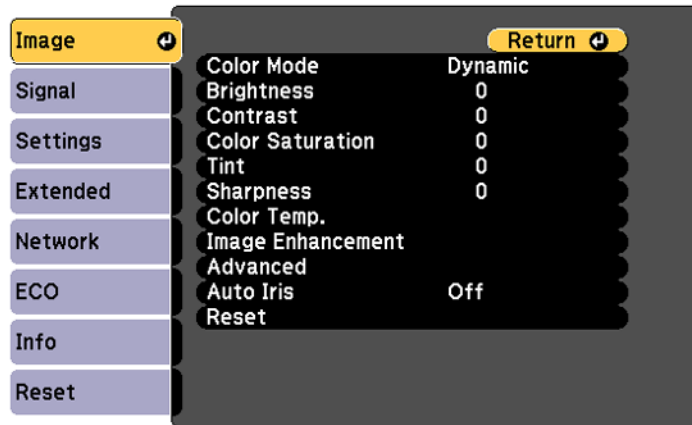 Image
Signal
Settings
Extended
Network
ECO
Info
Reset
Return
Color Mode Dynamic
Brightness 0
Contrast 0
Color Saturation 0
Tint 0
Sharpness 0
Color Temp.
Image Enhancement
Advanced
Auto Iris Off
Reset